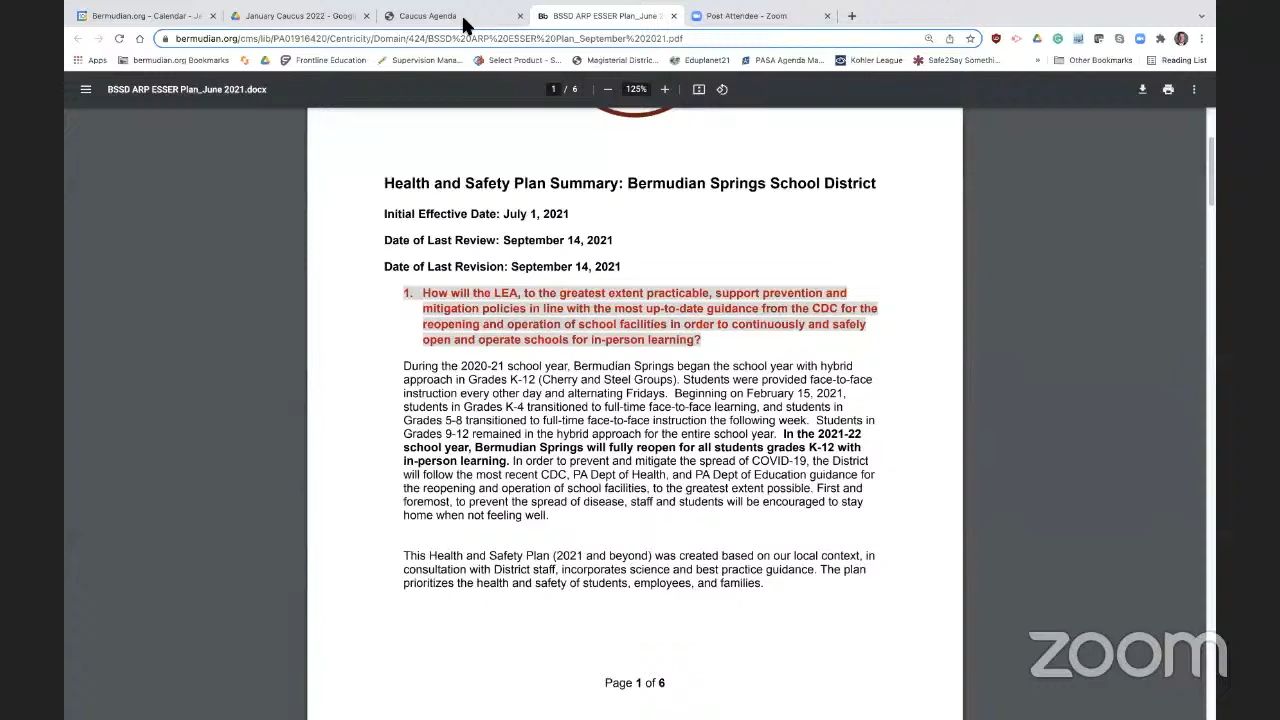 Bermudian.org - Calendar - Ja
January Caucus 2022 - Googl
Caucus Agenda
Bb BSSD ARP ESSER Plan_June 2
Post Attendee - Zoom
bermudian.org/cms/lib/PA01916420/Centricity/Domain/424/BSSD%20ARP%20ESSER%20Plan_September%202021.pdf
Apps
bermudian.org Bookmarks
Frontline Education
Supervision Mana...
Select Product - S...
Magisterial Distric...
Eduplanet21
PASA Agenda Ma...
Kohler League
Safe2Say Somethi...
»
Other Bookmarks
Reading List
BSSD ARP ESSER Plan_June 2021.docx
1 / 6
125%
Health and Safety Plan Summary: Bermudian Springs School District
Initial Effective Date: July 1, 2021
Date of Last Review: September 14, 2021
Date of Last Revision: September 14, 2021
1. How will the LEA, to the greatest extent practicable, support prevention and
mitigation policies in line with the most up-to-date guidance from the CDC for the
reopening and operation of school facilities in order to continuously and safely
open and operate schools for in-person learning?
During the 2020-21 school year, Bermudian Springs began the school year with hybrid
approach in Grades K-12 (Cherry and Steel Groups). Students were provided face-to-face
instruction every other day and alternating Fridays. Beginning on February 15, 2021,
students in Grades K-4 transitioned to full-time face-to-face learning, and students in
Grades 5-8 transitioned to full-time face-to-face instruction the following week. Students in
Grades 9-12 remained in the hybrid approach for the entire school year. In the 2021-22
school year, Bermudian Springs will fully reopen for all students grades K-12 with
in-person learning. In order to prevent and mitigate the spread of COVID-19, the District
will follow the most recent CDC, PA Dept of Health, and PA Dept of Education guidance for
the reopening and operation of school facilities, to the greatest extent possible. First and
foremost, to prevent the spread of disease, staff and students will be encouraged to stay
home when not feeling well.
This Health and Safety Plan (2021 and beyond) was created based on our local context, in
consultation with District staff, incorporates science and best practice guidance. The plan
prioritizes the health and safety of students, employees, and families.
Page 1 of 6
zoom